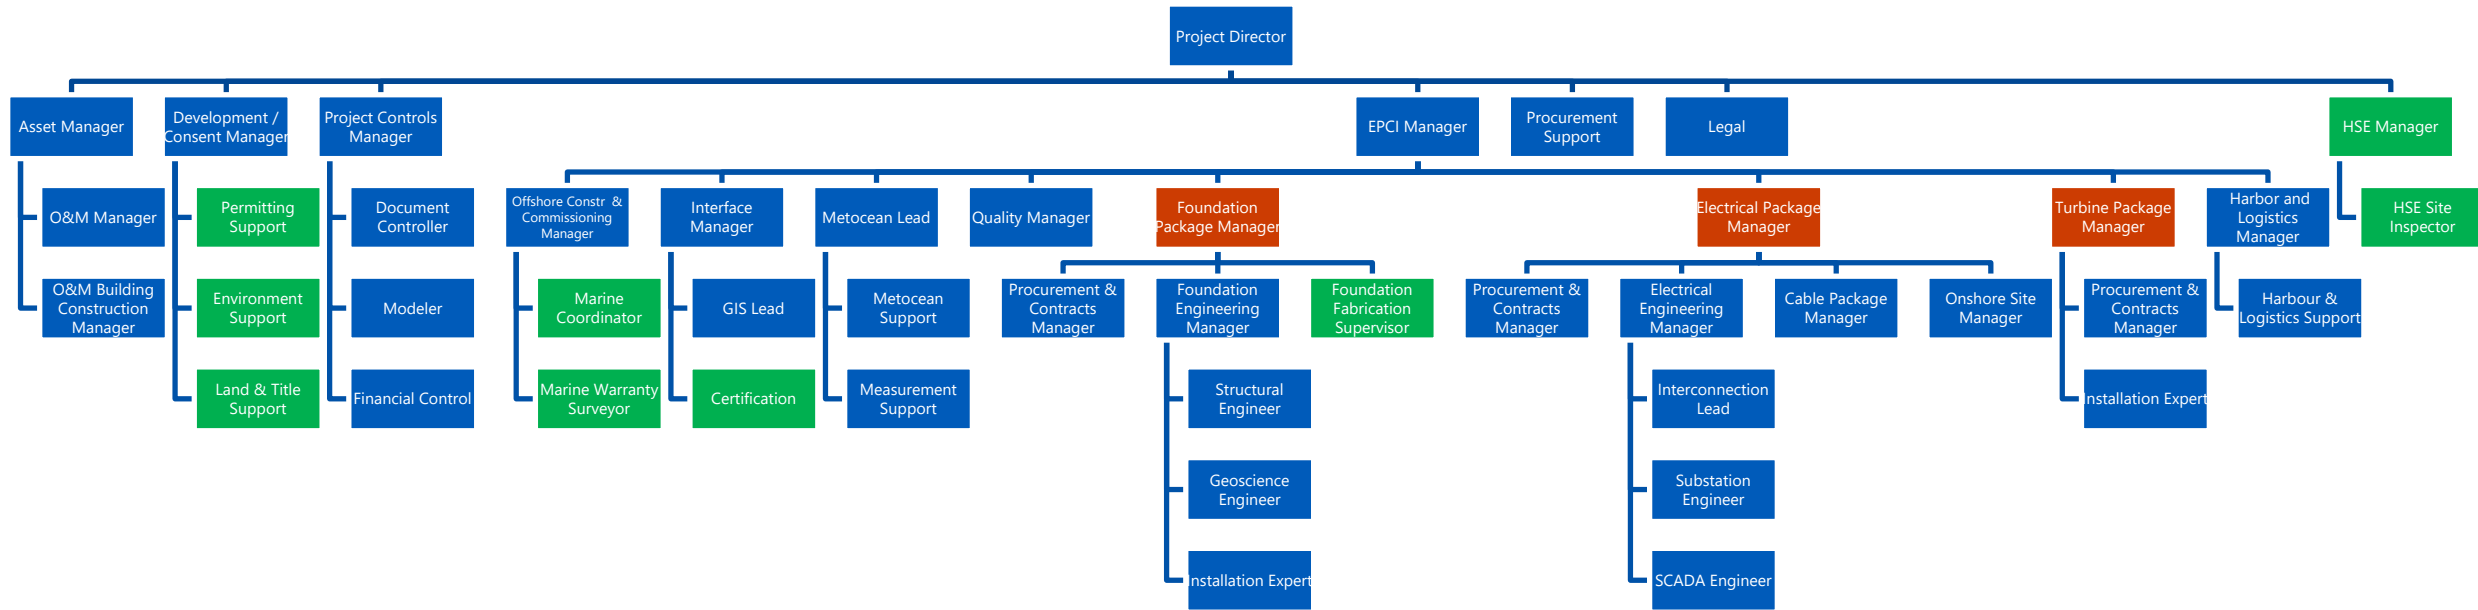 Project Director
Asset Manager
Development /
Consent Manager
Project Controls
Manager
EPCI Manager
Procurement
Support
Legal
HSE Manager
O&M Manager
Permitting
Support
Document
Controller
Offshore Constr &
Commissioning
Manager
Interface
Manager
Metocean Lead
Quality Manager
Foundation
Package Manager
Electrical Package
Manager
Turbine Package
Manager
Harbor and
Logistics
Manager
HSE Site
Inspector
O&M Building
Construction
Manager
Environment
Support
Modeler
Marine
Coordinator
GIS Lead
Metocean
Support
Procurement &
Contracts
Manager
Foundation
Engineering
Manager
Foundation
Fabrication
Supervisor
Procurement &
Contracts
Manager
Electrical
Engineering
Manager
Cable Package
Manager
Onshore Site
Manager
Procurement &
Contracts
Manager
Harbour &
Logistics Support
Land & Title
Support
Financial Control
Marine Warranty
Surveyor
Certification
Measurement
Support
Structural
Engineer
Interconnection
Lead
Installation Expert
Geoscience
Engineer
Substation
Engineer
Installation Expert
SCADA Engineer